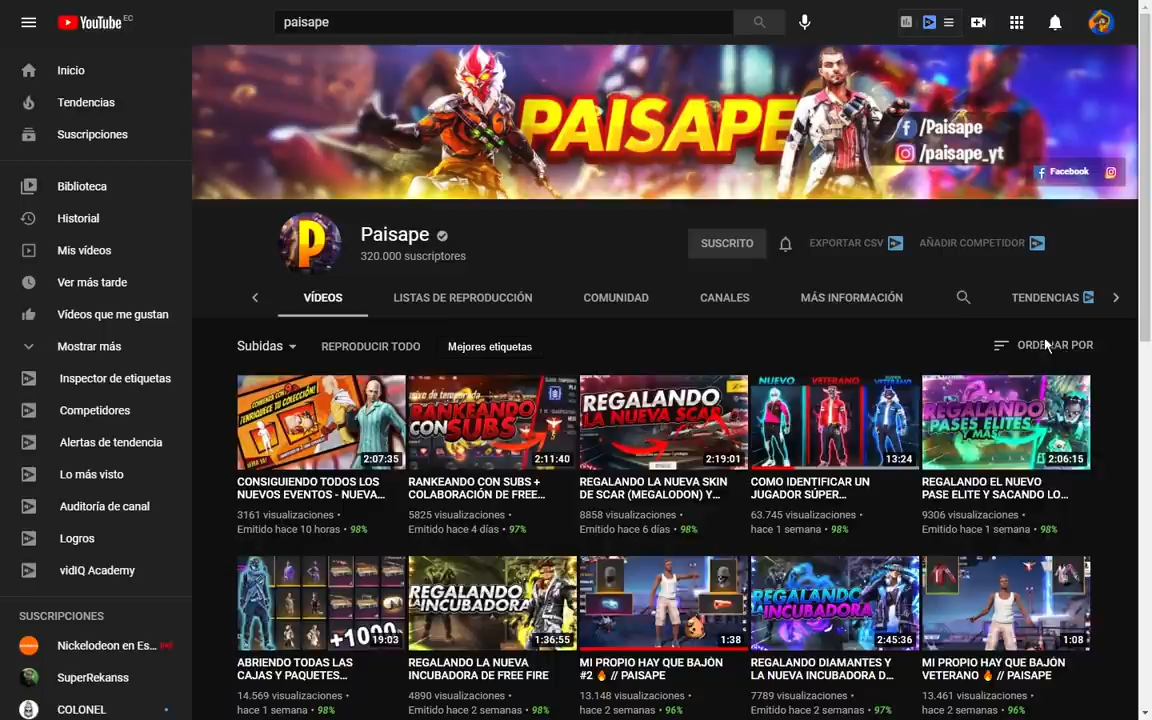 YouTube EC
paisape
Inicio
Tendencias
Suscripciones
Biblioteca
Historial
Mis vídeos
Ver más tarde
Vídeos que me gustan
Mostrar más
Inspector de etiquetas
Competidores
Alertas de tendencia
Lo más visto
Auditoría de canal
Logros
vidIQ Academy
SUSCRIPCIONES
Nickelodeon en Es...
SuperRekanss
COLONEL
PAISAPE
/Paisape
/paisape_yt
Facebook
P
Paisape
320.000 suscriptores
SUSCRITO
EXPORTAR CSV
AÑADIR COMPETIDOR
VÍDEOS
LISTAS DE REPRODUCCIÓN
COMUNIDAD
CANALES
MÁS INFORMACIÓN
TENDENCIAS
Subidas
REPRODUCIR TODO
Mejores etiquetas
ORDENAR POR
COMIENZA CON
ENRIQUECE TU COLECCIÓN!
2:07:35
CONSIGUIENDO TODOS LOS
NUEVOS EVENTOS - NUEVA...
3161 visualizaciones ·
Emitido hace 10 horas · 98%
de temporada
RANKEANDO
CON SUBS
2:11:40
RANKEANDO CON SUBS +
COLABORACIÓN DE FREE...
5825 visualizaciones ·
Emitido hace 4 días · 97%
REGALANDO
LA NUEVA SCAR
2:19:01
REGALANDO LA NUEVA SKIN
DE SCAR (MEGALODON) Y...
8858 visualizaciones ·
Emitido hace 6 días · 98%
NUEVO VETERANO SUPER VETERANO
13:24
COMO IDENTIFICAR UN
JUGADOR SÚPER...
63.745 visualizaciones ·
hace 1 semana · 98%
REGALANDO
PASES ELITES
Y MAS
2:06:15
REGALANDO EL NUEVO
PASE ELITE Y SACANDO LO...
9306 visualizaciones ·
Emitido hace 1 semana · 98%
+1000
19:03
ABRIENDO TODAS LAS
CAJAS Y PAQUETES...
14.569 visualizaciones ·
hace 1 semana · 98%
REGALANDO
INCUBADORA
1:36:55
REGALANDO LA NUEVA
INCUBADORA DE FREE FIRE
4890 visualizaciones ·
Emitido hace 2 semanas · 98%
1:38
MI PROPIO HAY QUE BAJÓN
#2 🔥 // PAISAPE
13.148 visualizaciones ·
hace 2 semanas · 96%
REGALANDO
INCUBADORA
2:45:36
REGALANDO DIAMANTES Y
LA NUEVA INCUBADORA D...
7789 visualizaciones ·
Emitido hace 2 semanas · 97%
1:08
MI PROPIO HAY QUE BAJÓN
VETERANO 🔥 // PAISAPE
13.461 visualizaciones ·
hace 2 semanas · 96%